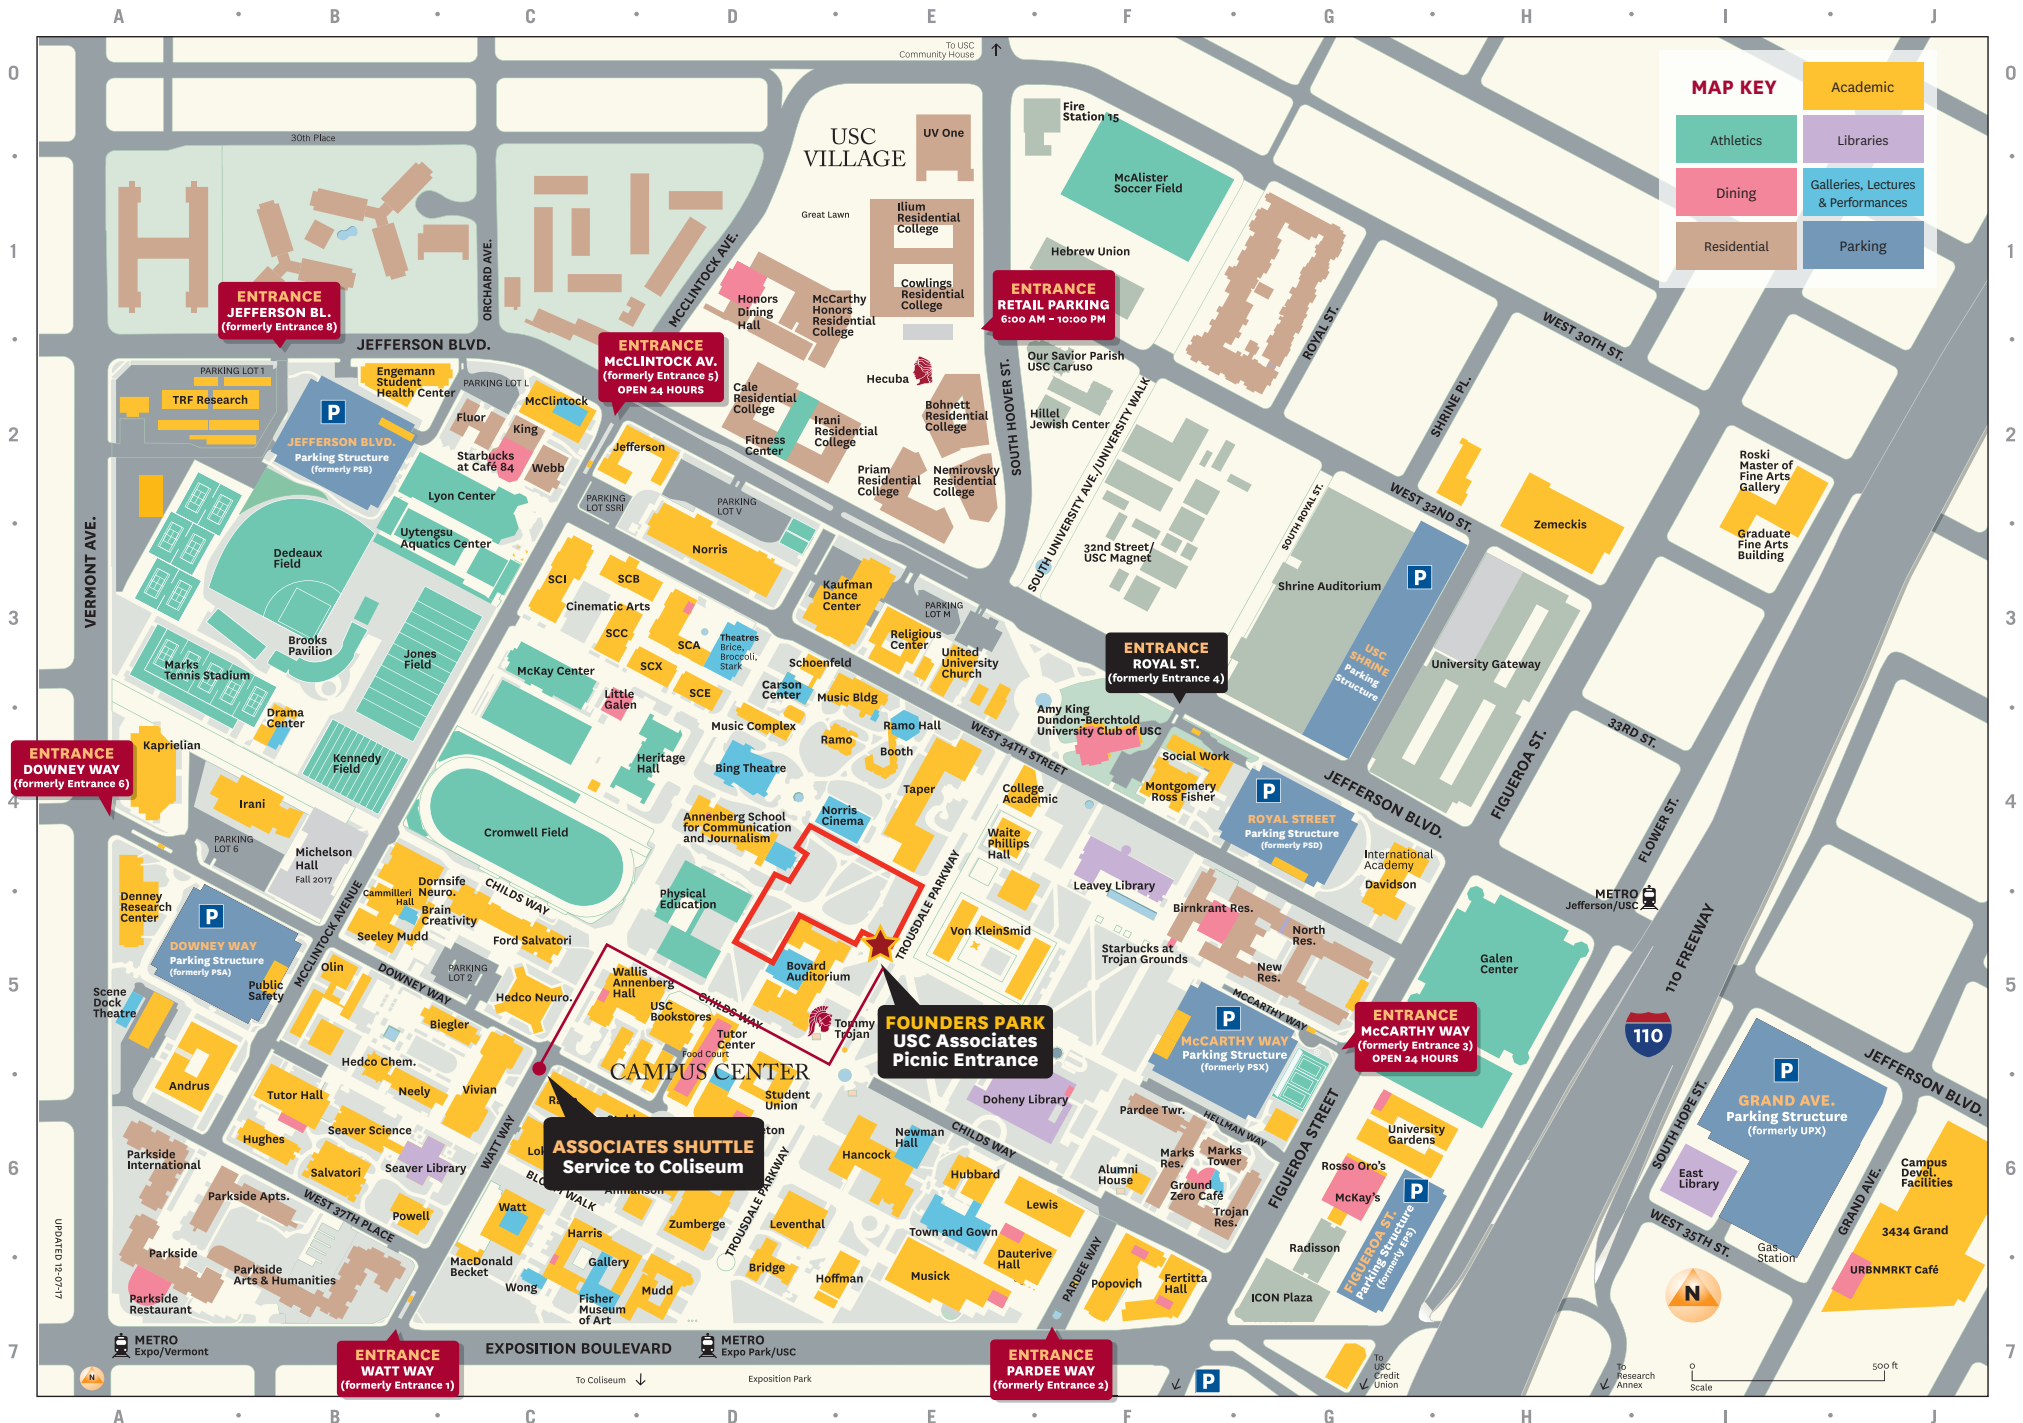 A
B
C
D
E
F
G
H
I
J
0
1
2
3
4
5
6
7
0
1
2
3
4
5
6
7
A
B
C
D
E
F
G
H
I
J
MAP KEY
Academic
Athletics
Libraries
Dining
Galleries, Lectures
& Performances
Residential
Parking
To USC
Community House
30th Place
USC
VILLAGE
UV One
Great Lawn
Ilium
Residential
College
Cowlings
Residential
College
Fire
Station 15
McAlister
Soccer Field
Hebrew Union
ENTRANCE
JEFFERSON BL.
(formerly Entrance 8)
ORCHARD AVE.
MCCLINTOCK AVE.
Honors
Dining
Hall
McCarthy
Honors
Residential
College
ENTRANCE
RETAIL PARKING
6:00 AM – 10:00 PM
ROYAL ST.
WEST 30TH ST.
JEFFERSON BLVD.
ENTRANCE
McCLINTOCK AV.
(formerly Entrance 5)
OPEN 24 HOURS
Our Savior Parish
USC Caruso
PARKING LOT 1
TRF Research
P
JEFFERSON BLVD.
Parking Structure
(formerly PSB)
Engemann
Student
Health Center
PARKING LOT L
McClintock
Fluor
King
Starbucks
at Café 84
Webb
Jefferson
Cale
Residential
College
Fitness
Center
Irani
Residential
College
Hecuba
Bohnett
Residential
College
Priam
Residential
College
Nemirovsky
Residential
College
SOUTH HOOVER ST.
Hillel
Jewish Center
SOUTH UNIVERSITY AVE./UNIVERSITY WALK
SHRINE PL.
Roski
Master of
Fine Arts
Gallery
Graduate
Fine Arts
Building
Zemeckis
WEST 32ND ST.
SOUTH ROYAL ST.
32nd Street/
USC Magnet
Shrine Auditorium
P
USC
SHRINE
Parking
Structure
University Gateway
VERMONT AVE.
Lyon Center
Uytengsu
Aquatics Center
Dedeaux
Field
PARKING
LOT SSRI
PARKING
LOT V
Norris
SCI
SCB
Cinematic Arts
SCC
SCA
SCX
SCE
Kaufman
Dance
Center
PARKING
LOT M
Religious
Center
United
University
Church
Theatres
Brice,
Broccoli,
Stark
Schoenfeld
Carson
Center
Music Bldg
Brooks
Pavilion
Jones
Field
Marks
Tennis Stadium
McKay Center
Little
Galen
Music Complex
Ramo Hall
Ramo
Booth
WEST 34TH STREET
ENTRANCE
ROYAL ST.
(formerly Entrance 4)
Amy King
Dundon-Berchtold
University Club of USC
Drama
Center
Kaprielian
ENTRANCE
DOWNEY WAY
(formerly Entrance 6)
Kennedy
Field
Heritage
Hall
Bing Theatre
Taper
College
Academic
Social Work
Montgomery
Ross Fisher
P
ROYAL STREET
Parking Structure
(formerly PSD)
JEFFERSON BLVD.
FIGUEROA ST.
33RD ST.
FLOWER ST.
Irani
PARKING
LOT 6
Michelson
Hall
Fall 2017
Cromwell Field
Annenberg School
for Communication
and Journalism
Norris
Cinema
Waite
Phillips
Hall
Leavey Library
International
Academy
Davidson
METRO
Jefferson/USC
Denney
Research
Center
P
DOWNEY WAY
Parking Structure
(formerly PSA)
Public
Safety
MCCLINTOCK AVENUE
Cammilleri
Hall
Dornsife
Neuro.
Brain
Creativity
Seeley Mudd
CHILDS WAY
Ford Salvatori
Physical
Education
TROUSDALE PARKWAY
Von KleinSmid
Birnkrant Res.
North
Res.
New
Res.
Starbucks at
Trojan Grounds
Galen
Center
110 FREEWAY
Olin
DOWNEY WAY
PARKING
LOT 2
Hedco Neuro.
Wallis
Annenberg
Hall
USC
Bookstores
CHILDS WAY
Bovard
Auditorium
Tommy
Trojan
FOUNDERS PARK
USC Associates
Picnic Entrance
MCCARTHY WAY
P
McCARTHY WAY
Parking Structure
(formerly PSX)
ENTRANCE
McCARTHY WAY
(formerly Entrance 3)
OPEN 24 HOURS
110
Scene
Dock
Theatre
Biegler
Hedco Chem.
Tutor
Center
Food Court
CAMPUS CENTER
Andrus
Tutor Hall
Neely
Vivian
Student
Union
Doheny Library
Pardee Twr.
HELLMAN WAY
FIGUEROA STREET
University
Gardens
SOUTH HOPE ST.
P
GRAND AVE.
Parking Structure
(formerly UPX)
JEFFERSON BLVD.
Hughes
Seaver Science
WATT WAY
ASSOCIATES SHUTTLE
Service to Coliseum
Newman
Hall
CHILDS WAY
Hancock
Hubbard
Parkside
International
Salvatori
Seaver Library
Alumni
House
Marks
Res.
Marks
Tower
Ground
Zero Café
Trojan
Res.
Rosso Oro's
McKay's
P
FIGUEROA ST.
Parking Structure
(formerly EPS)
East
Library
Campus
Devel.
Facilities
Parkside Apts.
WEST 37TH PLACE
Powell
Watt
Zumberge
TROUSDALE PARKWAY
Leventhal
Lewis
Town and Gown
WEST 35TH ST.
GRAND AVE.
3434 Grand
Gas
Station
URBNMRKT Café
Parkside
Parkside
Arts & Humanities
MacDonald
Becket
Harris
Gallery
Wong
Fisher
Museum
of Art
Mudd
Bridge
Hoffman
Musick
Dauterive
Hall
PARDEE WAY
Popovich
Fertitta
Hall
Radisson
ICON Plaza
N
Parkside
Restaurant
UPDATED 12-07-17
METRO
Expo/Vermont
ENTRANCE
WATT WAY
(formerly Entrance 1)
EXPOSITION BOULEVARD
METRO
Expo Park/USC
To Coliseum
Exposition Park
ENTRANCE
PARDEE WAY
(formerly Entrance 2)
P
To
USC
Credit
Union
To
Research
Annex
0
500 ft
Scale
N